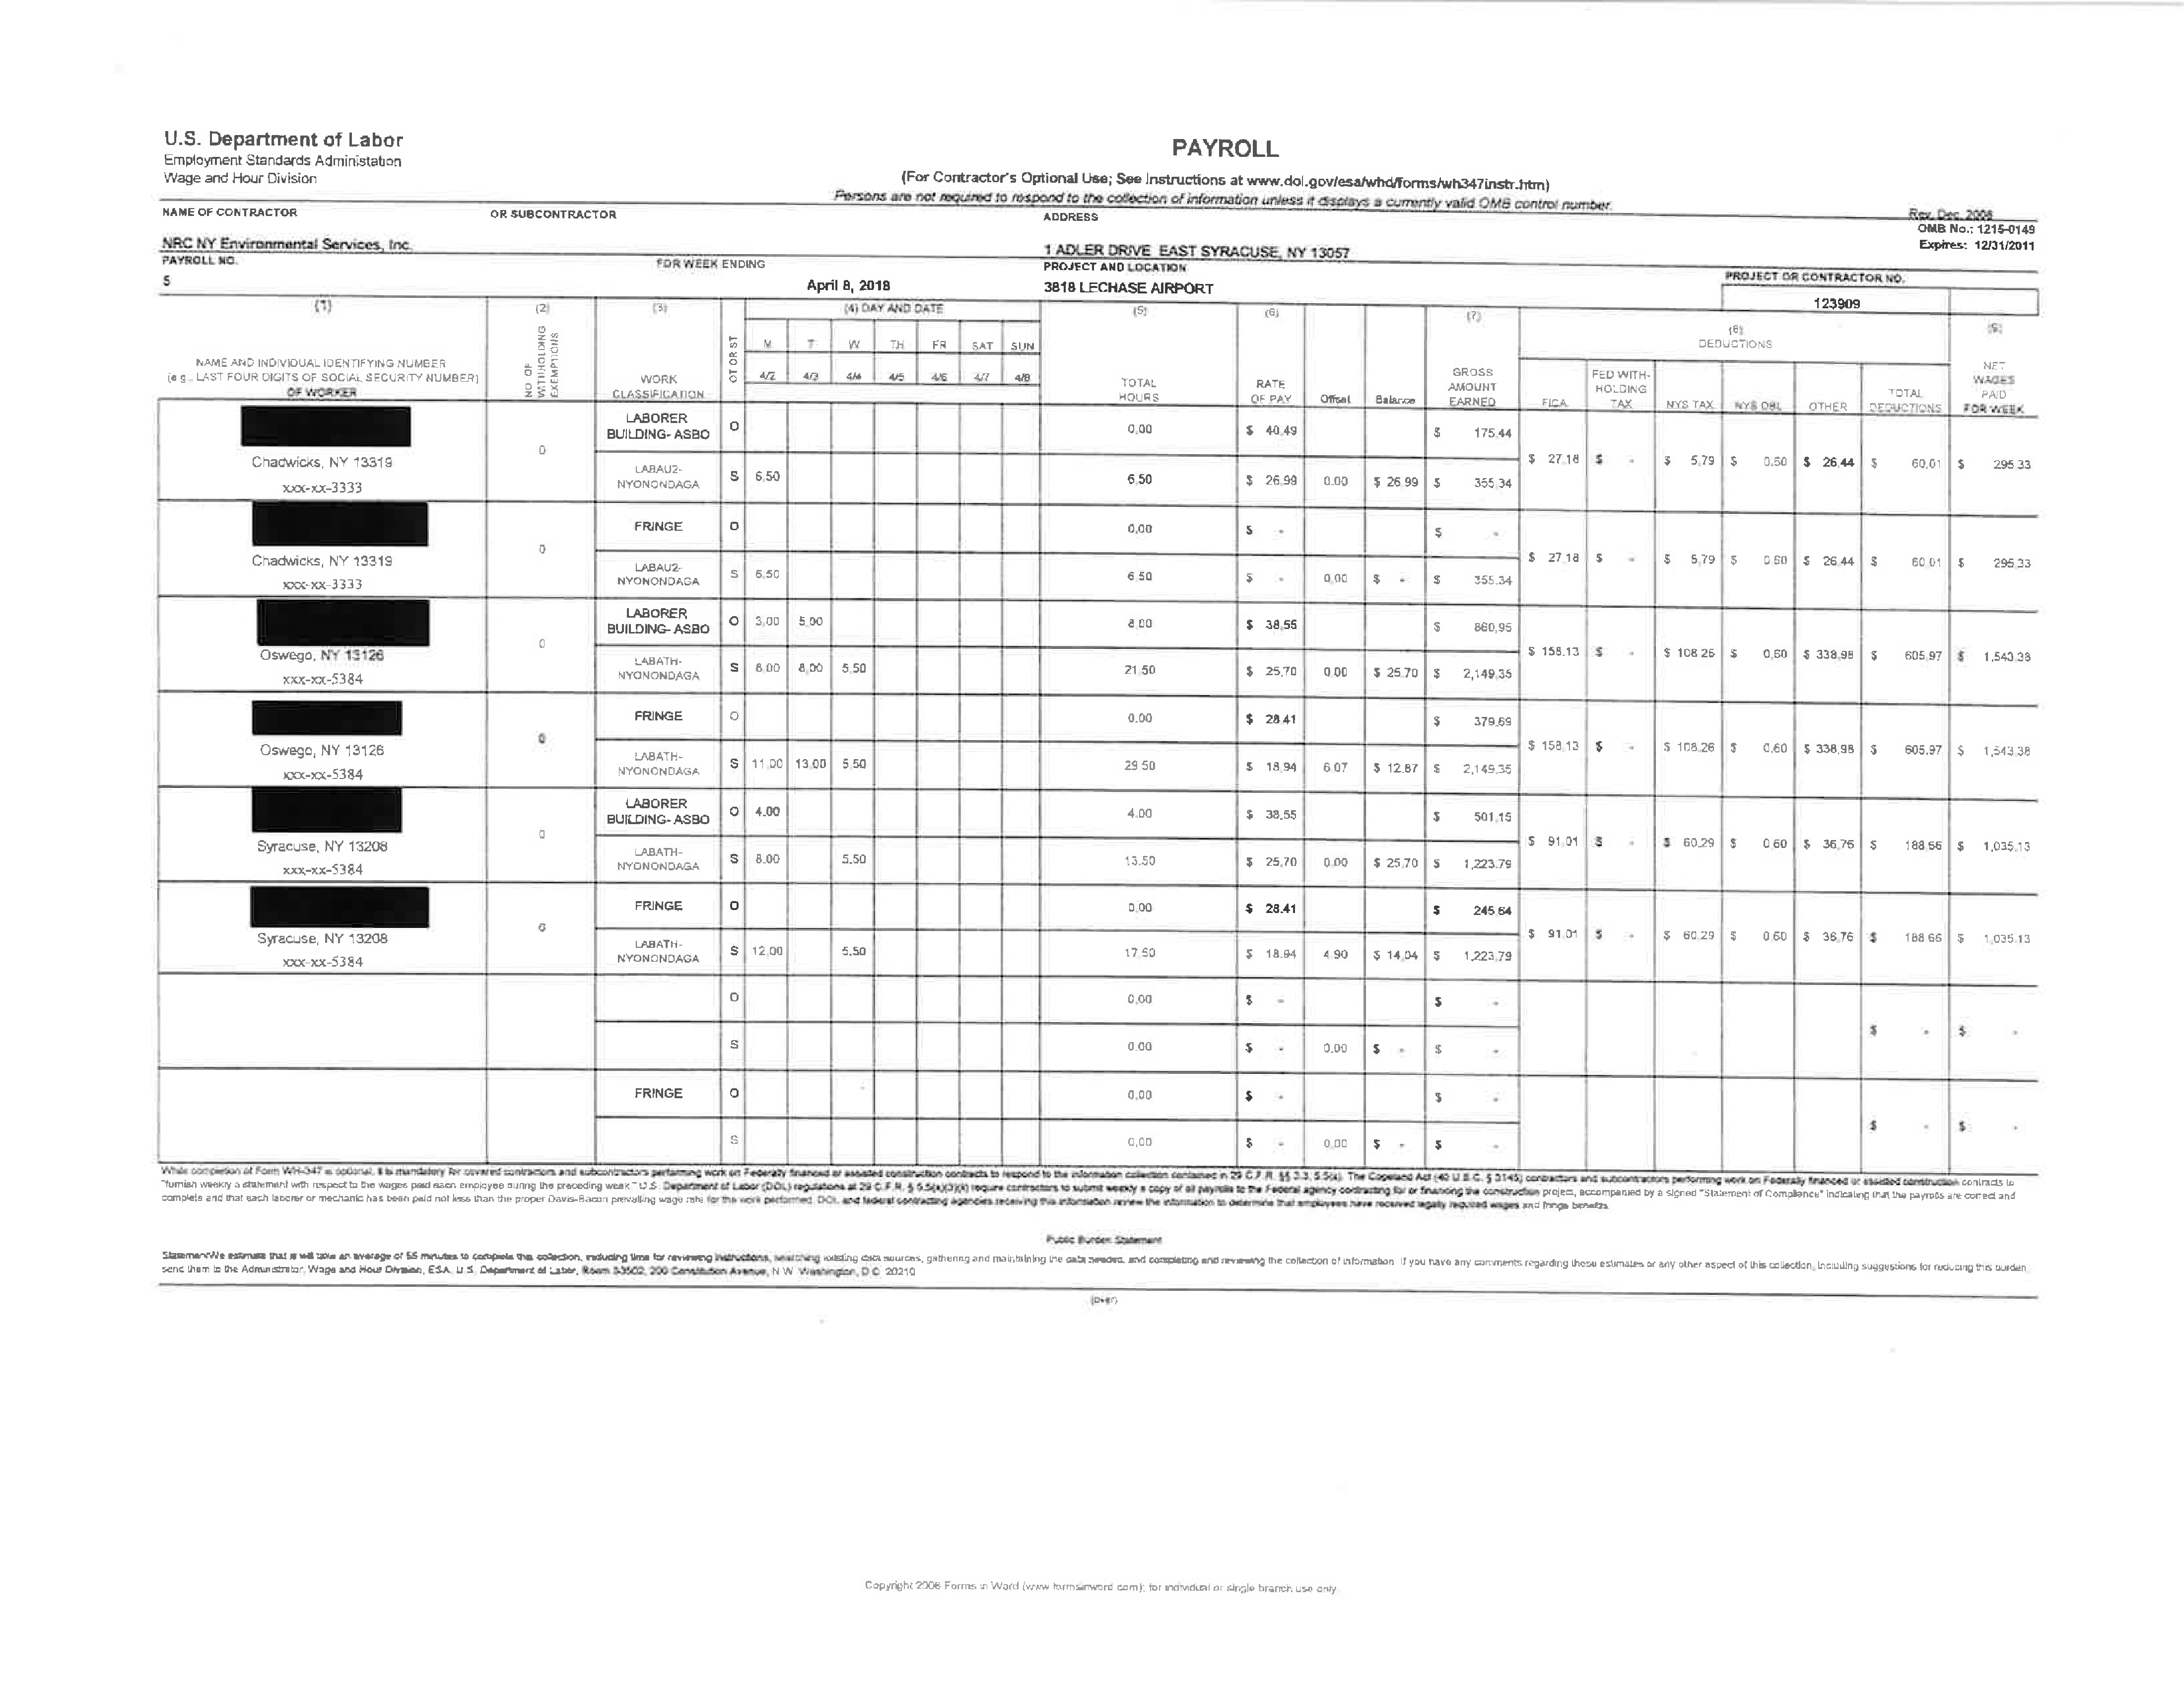 U.S. Department of Labor
Employment Standards Administation
Wage and Hour Division
PAYROLL
(For Contractor's Optional Use; See Instructions at www.dol.gov/esa/whd/forms/wh347instr.htm)
Persons are not required to respond to the collection of information unless it displays a currently valid OMB control number.
NAME OF CONTRACTOR OR SUBCONTRACTOR ADDRESS Rev. Dec. 2008
OMB No.: 1215-0149
NRC NY Environmental Services, Inc. 1 ADLER DRIVE EAST SYRACUSE, NY 13057 Expires: 12/31/2011
PAYROLL NO. FOR WEEK ENDING PROJECT AND LOCATION PROJECT OR CONTRACTOR NO.
5 April 8, 2018 3818 LECHASE AIRPORT 123909
(1) (2) (3) (4) DAY AND DATE (5) (6) (7) (8) DEDUCTIONS (9)
NAME AND INDIVIDUAL IDENTIFYING NUMBER
(e.g., LAST FOUR DIGITS OF SOCIAL SECURITY NUMBER)
OF WORKER
NO. OF WITHHOLDING EXEMPTIONS
WORK CLASSIFICATION
OT OR ST
M T W TH FR SAT SUN
4/2 4/3 4/4 4/5 4/6 4/7 4/8
TOTAL HOURS
RATE OF PAY
Offset Balance
GROSS AMOUNT EARNED
FICA
FED WITH-HOLDING TAX
NYS TAX NYS DBL OTHER
TOTAL DEDUCTIONS
NET WAGES PAID FOR WEEK
LABORER BUILDING- ASBO O 0.00 $ 40.49 $ 175.44
Chadwicks, NY 13319 0 $ 27.18 $ - $ 5.79 $ 0.60 $ 26.44 $ 60.01 $ 295.33
xxx-xx-3333 LABAU2-NYONONDAGA S 6.50 6.50 $ 26.99 0.00 $ 26.99 $ 355.34
FRINGE O 0.00 $ - $ -
Chadwicks, NY 13319 0 $ 27.18 $ - $ 5.79 $ 0.60 $ 26.44 $ 60.01 $ 295.33
xxx-xx-3333 LABAU2-NYONONDAGA S 6.50 6.50 $ - 0.00 $ - $ 355.34
LABORER BUILDING- ASBO O 3.00 5.00 8.00 $ 38.55 $ 860.95
Oswego, NY 13126 0 $ 158.13 $ - $ 108.26 $ 0.60 $ 338.98 $ 605.97 $ 1,543.38
xxx-xx-5384 LABATH-NYONONDAGA S 8.00 8.00 5.50 21.50 $ 25.70 0.00 $ 25.70 $ 2,149.35
FRINGE O 0.00 $ 28.41 $ 379.69
Oswego, NY 13126 0 $ 158.13 $ - $ 108.26 $ 0.60 $ 338.98 $ 605.97 $ 1,543.38
xxx-xx-5384 LABATH-NYONONDAGA S 11.00 13.00 5.50 29.50 $ 18.94 6.07 $ 12.87 $ 2,149.35
LABORER BUILDING- ASBO O 4.00 4.00 $ 38.55 $ 501.15
Syracuse, NY 13208 0 $ 91.01 $ - $ 60.29 $ 0.60 $ 36.76 $ 188.66 $ 1,035.13
xxx-xx-5384 LABATH-NYONONDAGA S 8.00 5.50 13.50 $ 25.70 0.00 $ 25.70 $ 1,223.79
FRINGE O 0.00 $ 28.41 $ 245.64
Syracuse, NY 13208 0 $ 91.01 $ - $ 60.29 $ 0.60 $ 36.76 $ 188.66 $ 1,035.13
xxx-xx-5384 LABATH-NYONONDAGA S 12.00 5.50 17.50 $ 18.94 4.90 $ 14.04 $ 1,223.79
O 0.00 $ - $ -
$ - $ -
S 0.00 $ - 0.00 $ - $ -
FRINGE O 0.00 $ - $ -
$ - $ -
S 0.00 $ - 0.00 $ - $ -
While completion of Form WH-347 is optional, it is mandatory for covered contractors and subcontractors performing work on Federally financed or assisted construction contracts to respond to the information collection contained in 29 C.F.R. §§ 3.3, 5.5(a). The Copeland Act (40 U.S.C. § 3145) contractors and subcontractors performing work on Federally financed or assisted construction contracts to
"furnish weekly a statement with respect to the wages paid each employee during the preceding week." U.S. Department of Labor (DOL) regulations at 29 C.F.R. § 5.5(a)(3)(ii) require contractors to submit weekly a copy of all payrolls to the Federal agency contracting for or financing the construction project, accompanied by a signed "Statement of Compliance" indicating that the payrolls are correct and
complete and that each laborer or mechanic has been paid not less than the proper Davis-Bacon prevailing wage rate for the work performed. DOL and federal contracting agencies receiving this information review the information to determine that employees have received legally required wages and fringe benefits.
Public Burden Statement
Statement/We estimate that it will take an average of 55 minutes to complete this collection, including time for reviewing instructions, searching existing data sources, gathering and maintaining the data needed, and completing and reviewing the collection of information. If you have any comments regarding these estimates or any other aspect of this collection, including suggestions for reducing this burden,
send them to the Administrator, Wage and Hour Division, ESA, U.S. Department of Labor, Room S3502, 200 Constitution Avenue, N.W. Washington, D.C. 20210
(over)
Copyright 2006 Forms in Word (www.formsinword.com); for individual or single branch use only.